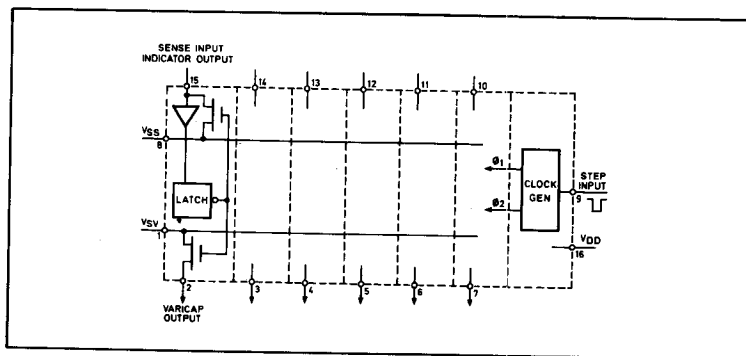 SENSE INPUT
INDICATOR OUTPUT
15 14 13 12 11 10
VSS
8
Ø1
CLOCK
GEN
STEP
INPUT
9
LATCH
Ø2
VSV
1
VDD
16
2 3 4 5 6 7
VARICAP
OUTPUT